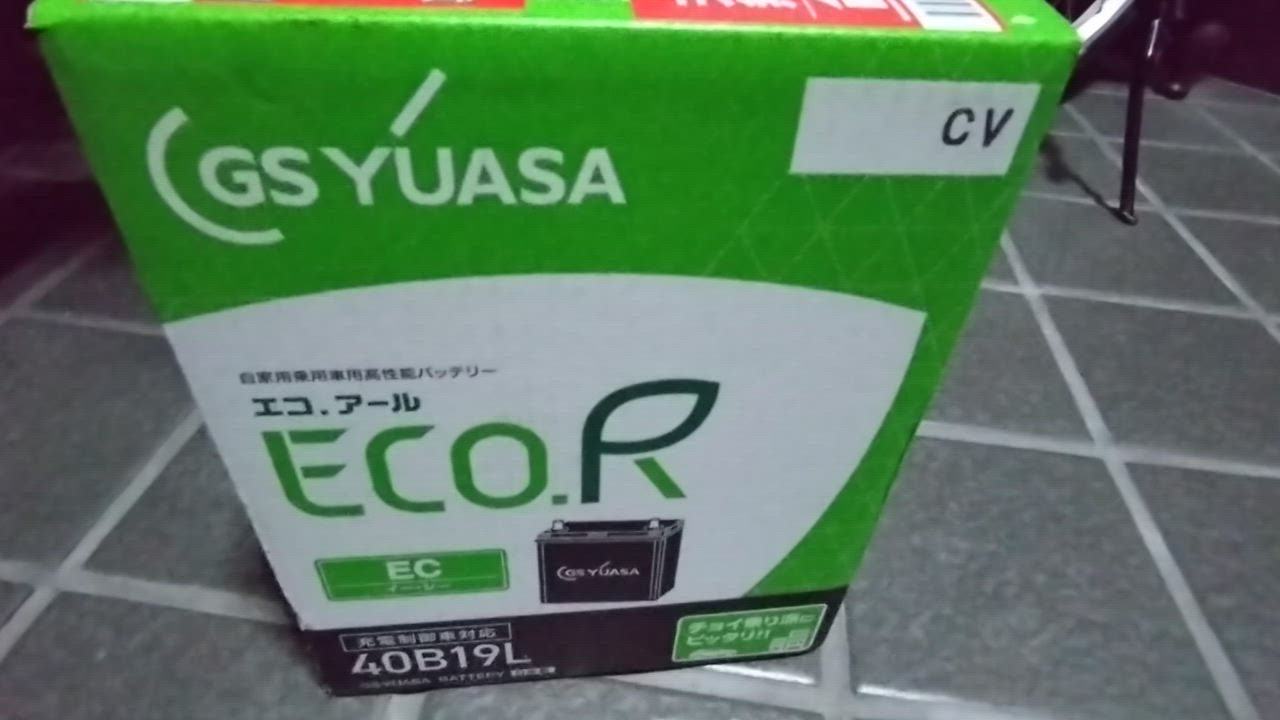 GS YUASA
CV
自家用乗用車用高性能バッテリー
エコ.アール
ECO.R
EC
イーシー
GS YUASA
充電制御車対応
40B19L
GS YUASA BATTERY
チョイ乗り派に
ピッタリ!!